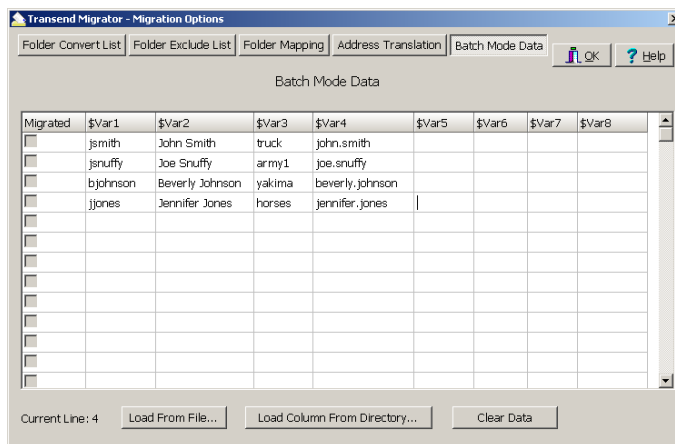 Transend Migrator - Migration Options
Folder Convert List Folder Exclude List Folder Mapping Address Translation Batch Mode Data OK ? Help
Batch Mode Data
Migrated $Var1 $Var2 $Var3 $Var4 $Var5 $Var6 $Var7 $Var8
jsmith John Smith truck john.smith
jsnuffy Joe Snuffy army1 joe.snuffy
bjohnson Beverly Johnson yakima beverly.johnson
jjones Jennifer Jones horses jennifer.jones
Current Line: 4 Load From File... Load Column From Directory... Clear Data